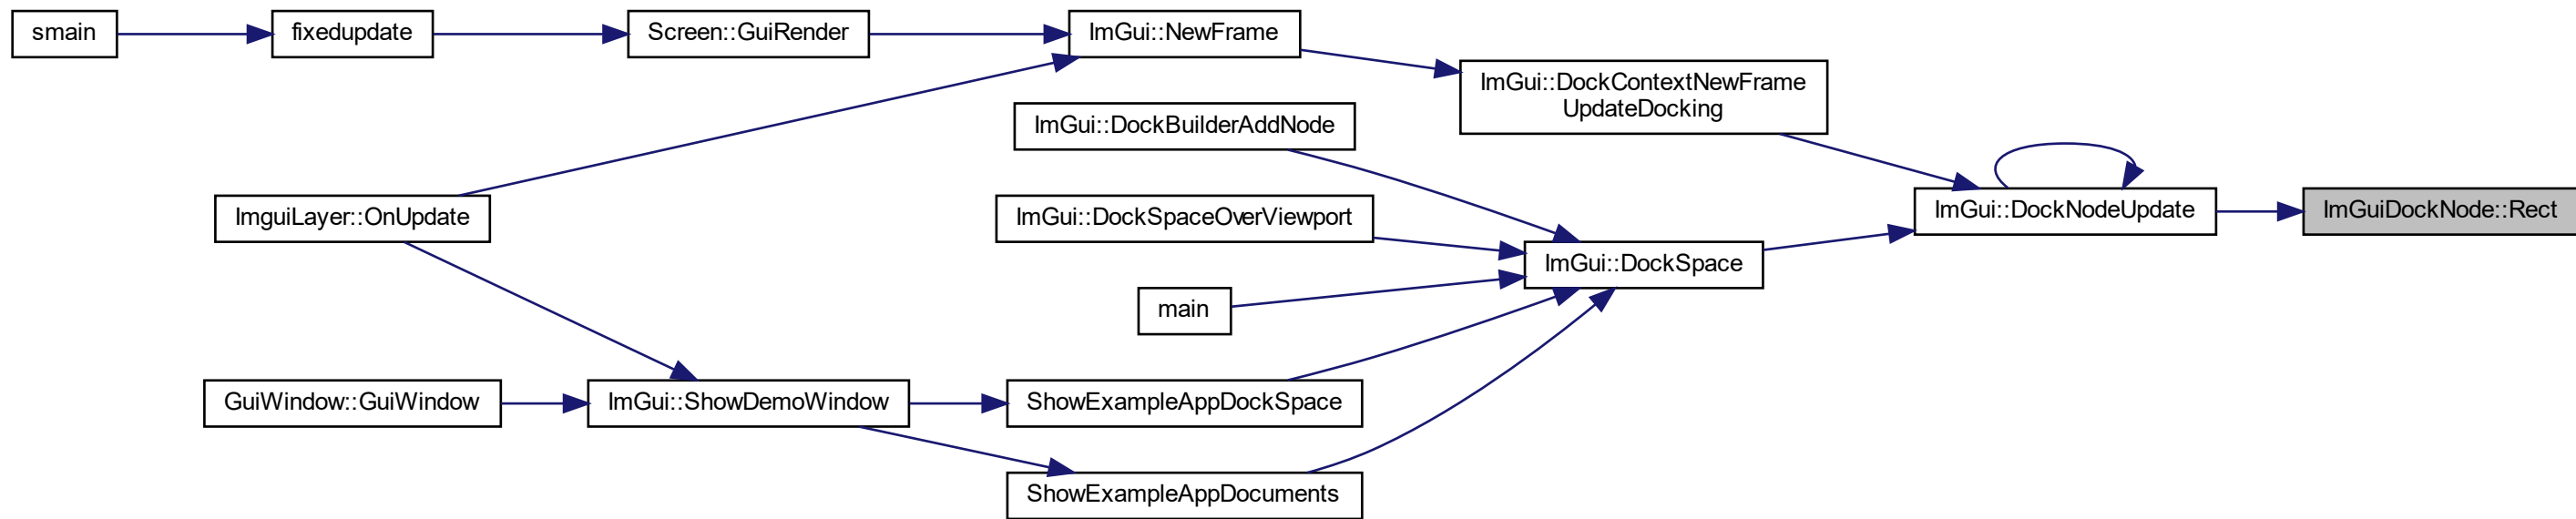 smain
fixedupdate
Screen::GuiRender
ImGui::NewFrame
ImGui::DockContextNewFrame
UpdateDocking
ImGui::DockBuilderAddNode
ImguiLayer::OnUpdate
ImGui::DockSpaceOverViewport
ImGui::DockNodeUpdate
ImGuiDockNode::Rect
ImGui::DockSpace
main
GuiWindow::GuiWindow
ImGui::ShowDemoWindow
ShowExampleAppDockSpace
ShowExampleAppDocuments